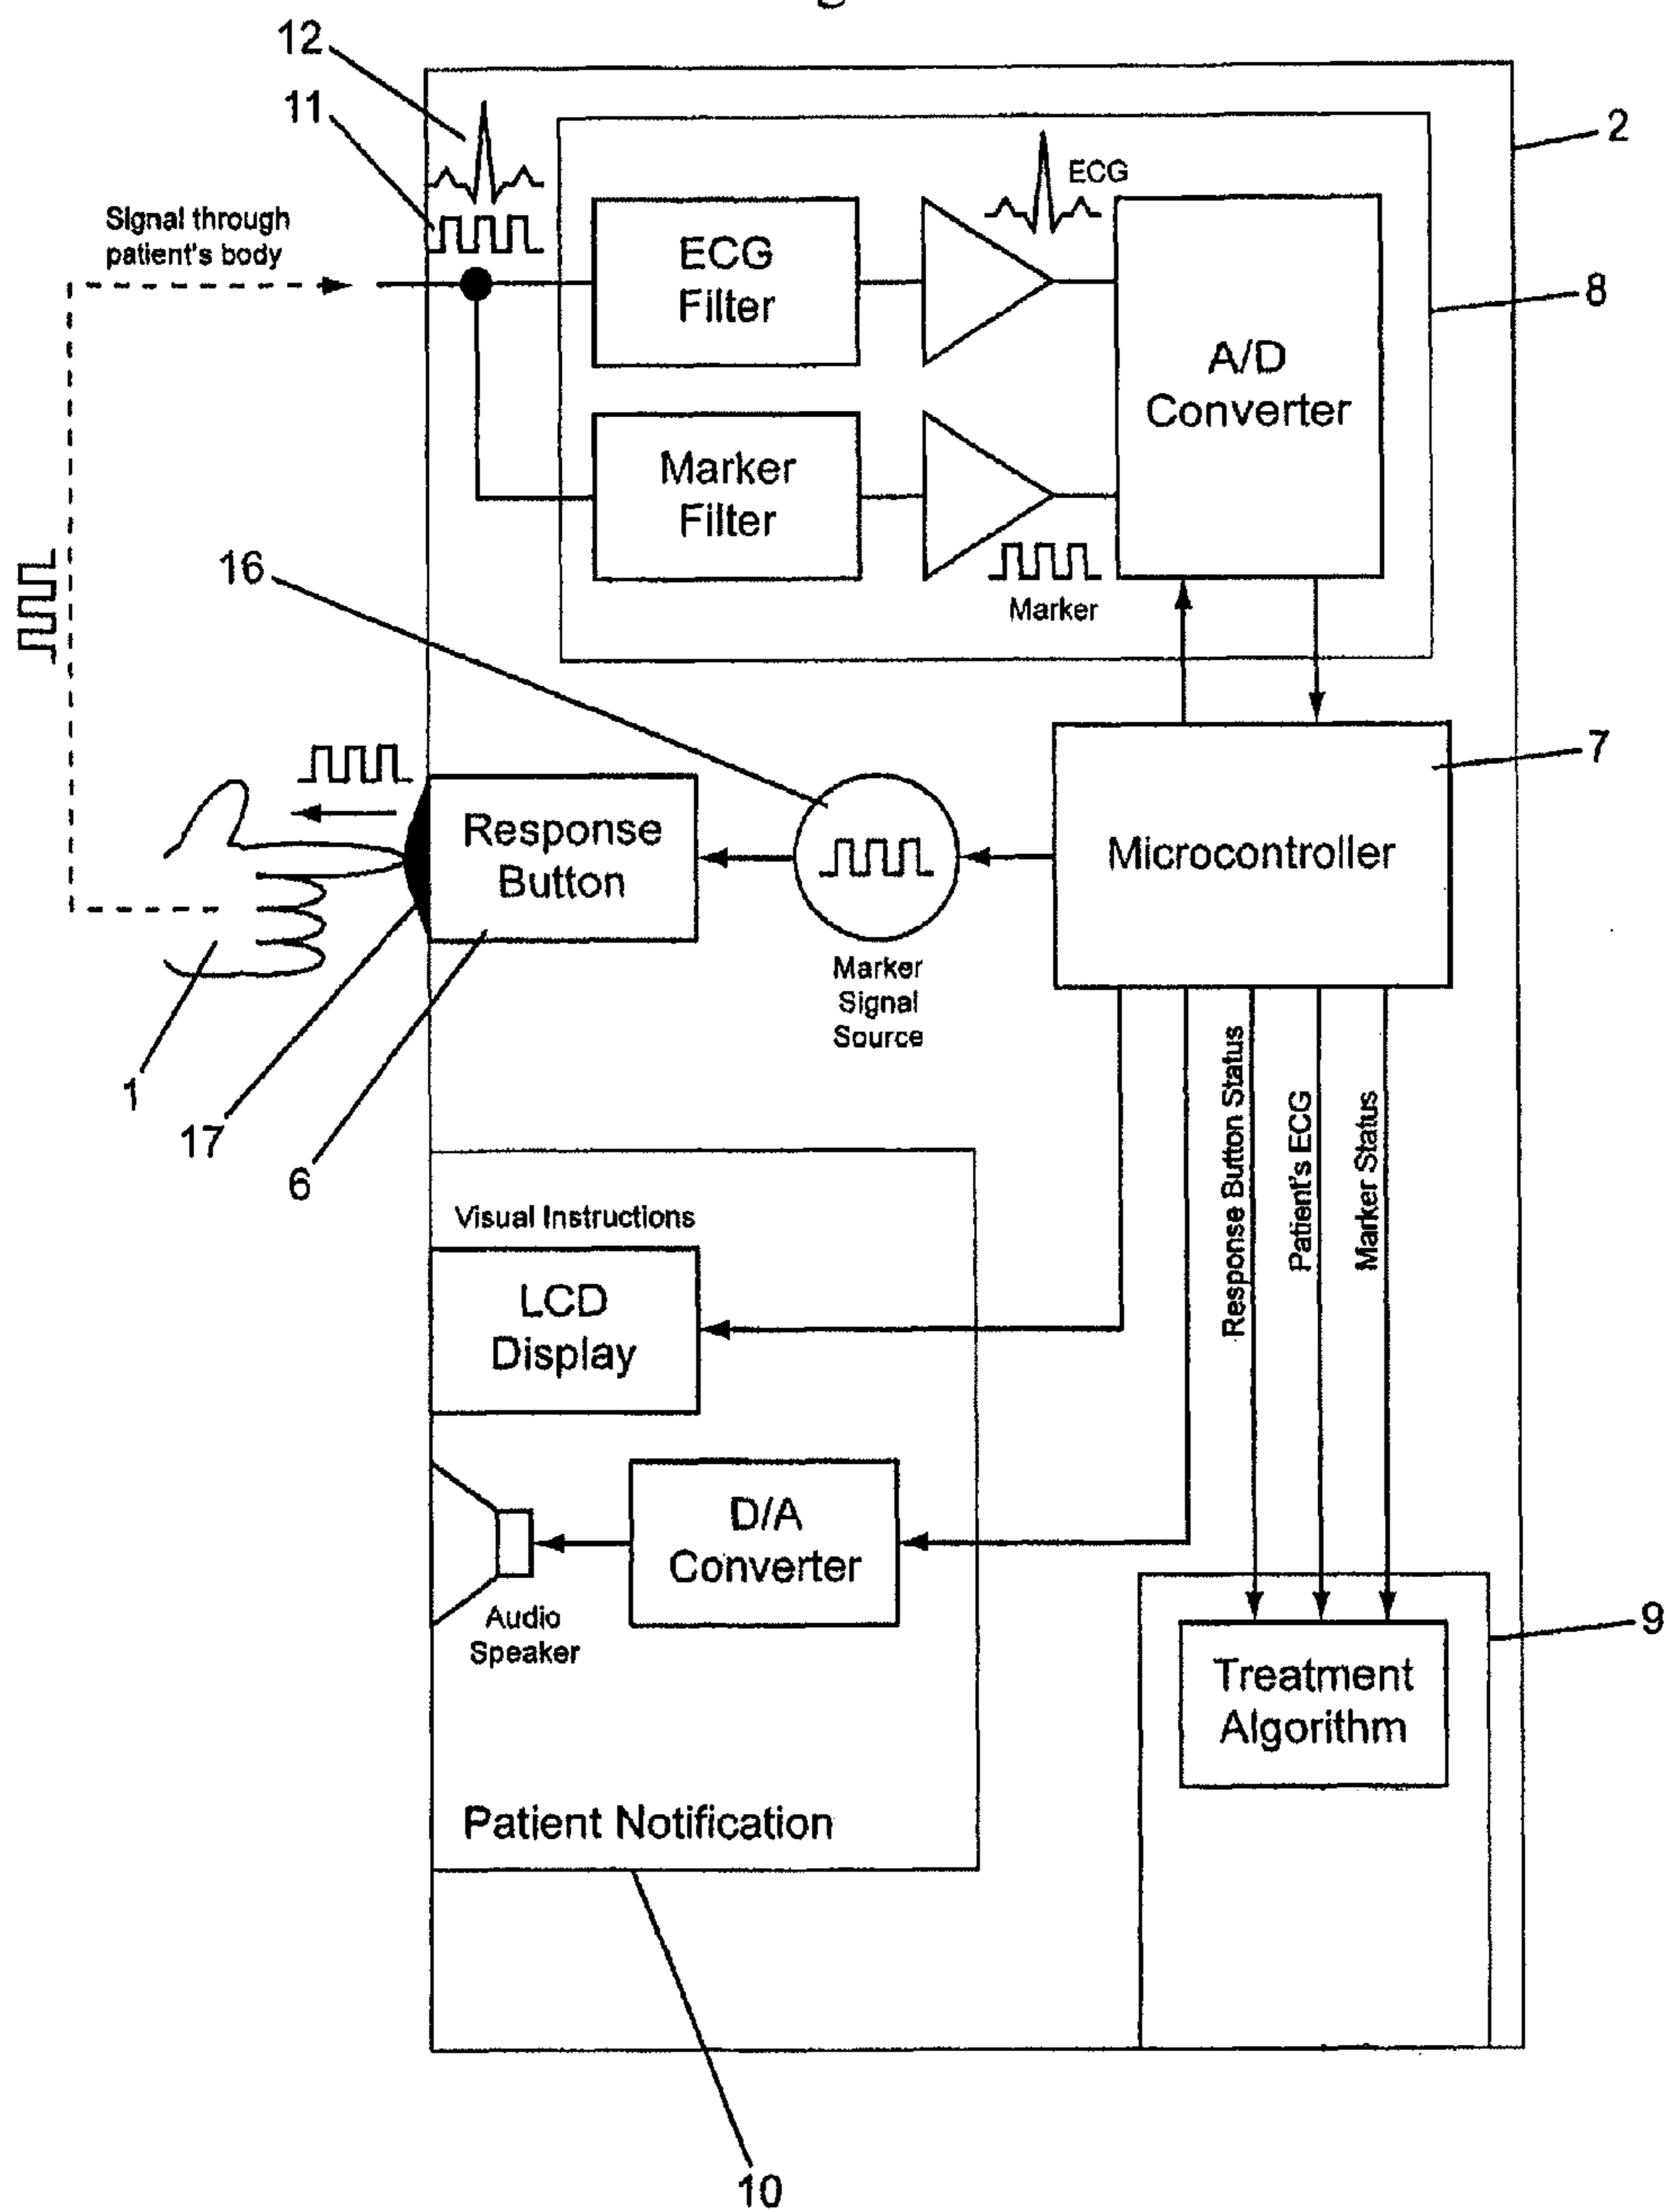 12
11
2
ECG
Signal through
patient's body
ECG
Filter
8
A/D
Converter
Marker
Filter
16
Marker
7
Response
Button
Microcontroller
Marker
Signal
Source
1
17
6
Response Button Status
Patient's ECG
Marker Status
Visual Instructions
LCD
Display
D/A
Converter
Audio
Speaker
9
Treatment
Algorithm
Patient Notification
10